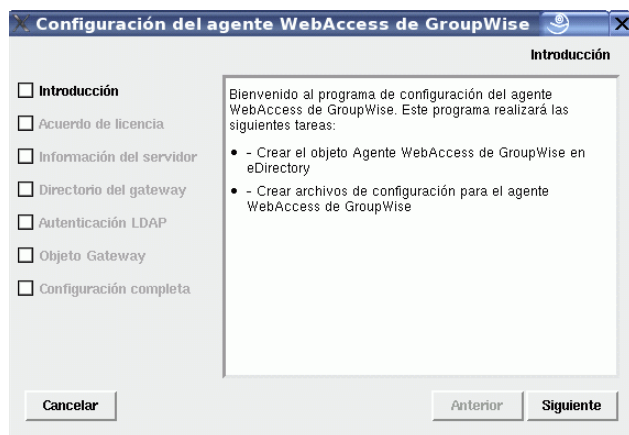 Configuración del agente WebAccess de GroupWise
Introducción
Introducción
Acuerdo de licencia
Información del servidor
Directorio del gateway
Autenticación LDAP
Objeto Gateway
Configuración completa
Bienvenido al programa de configuración del agente
WebAccess de GroupWise. Este programa realizará las
siguientes tareas:
• - Crear el objeto Agente WebAccess de GroupWise en
eDirectory
• - Crear archivos de configuración para el agente
WebAccess de GroupWise
Cancelar
Anterior
Siguiente